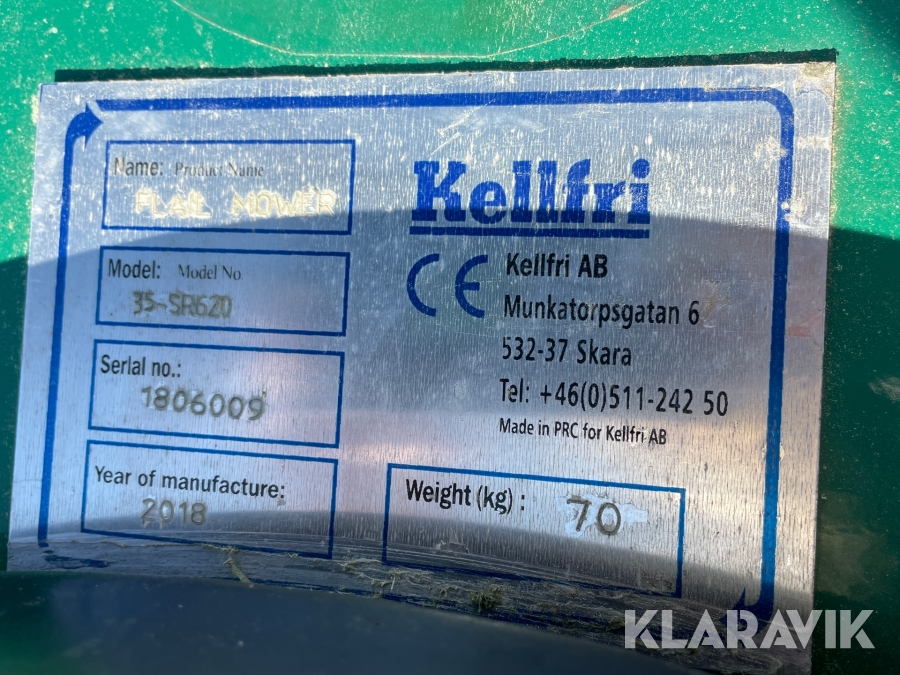 Name: Product Name
FLAIL MOWER
Model: Model No.
35-SR620
Serial no.:
1806009
Year of manufacture:
2018
Kellfri
CE
Kellfri AB
Munkatorpsgatan 6
532-37 Skara
Tel: +46(0)511-242 50
Made in PRC for Kellfri AB
Weight (kg) : 70
KLARAVIK